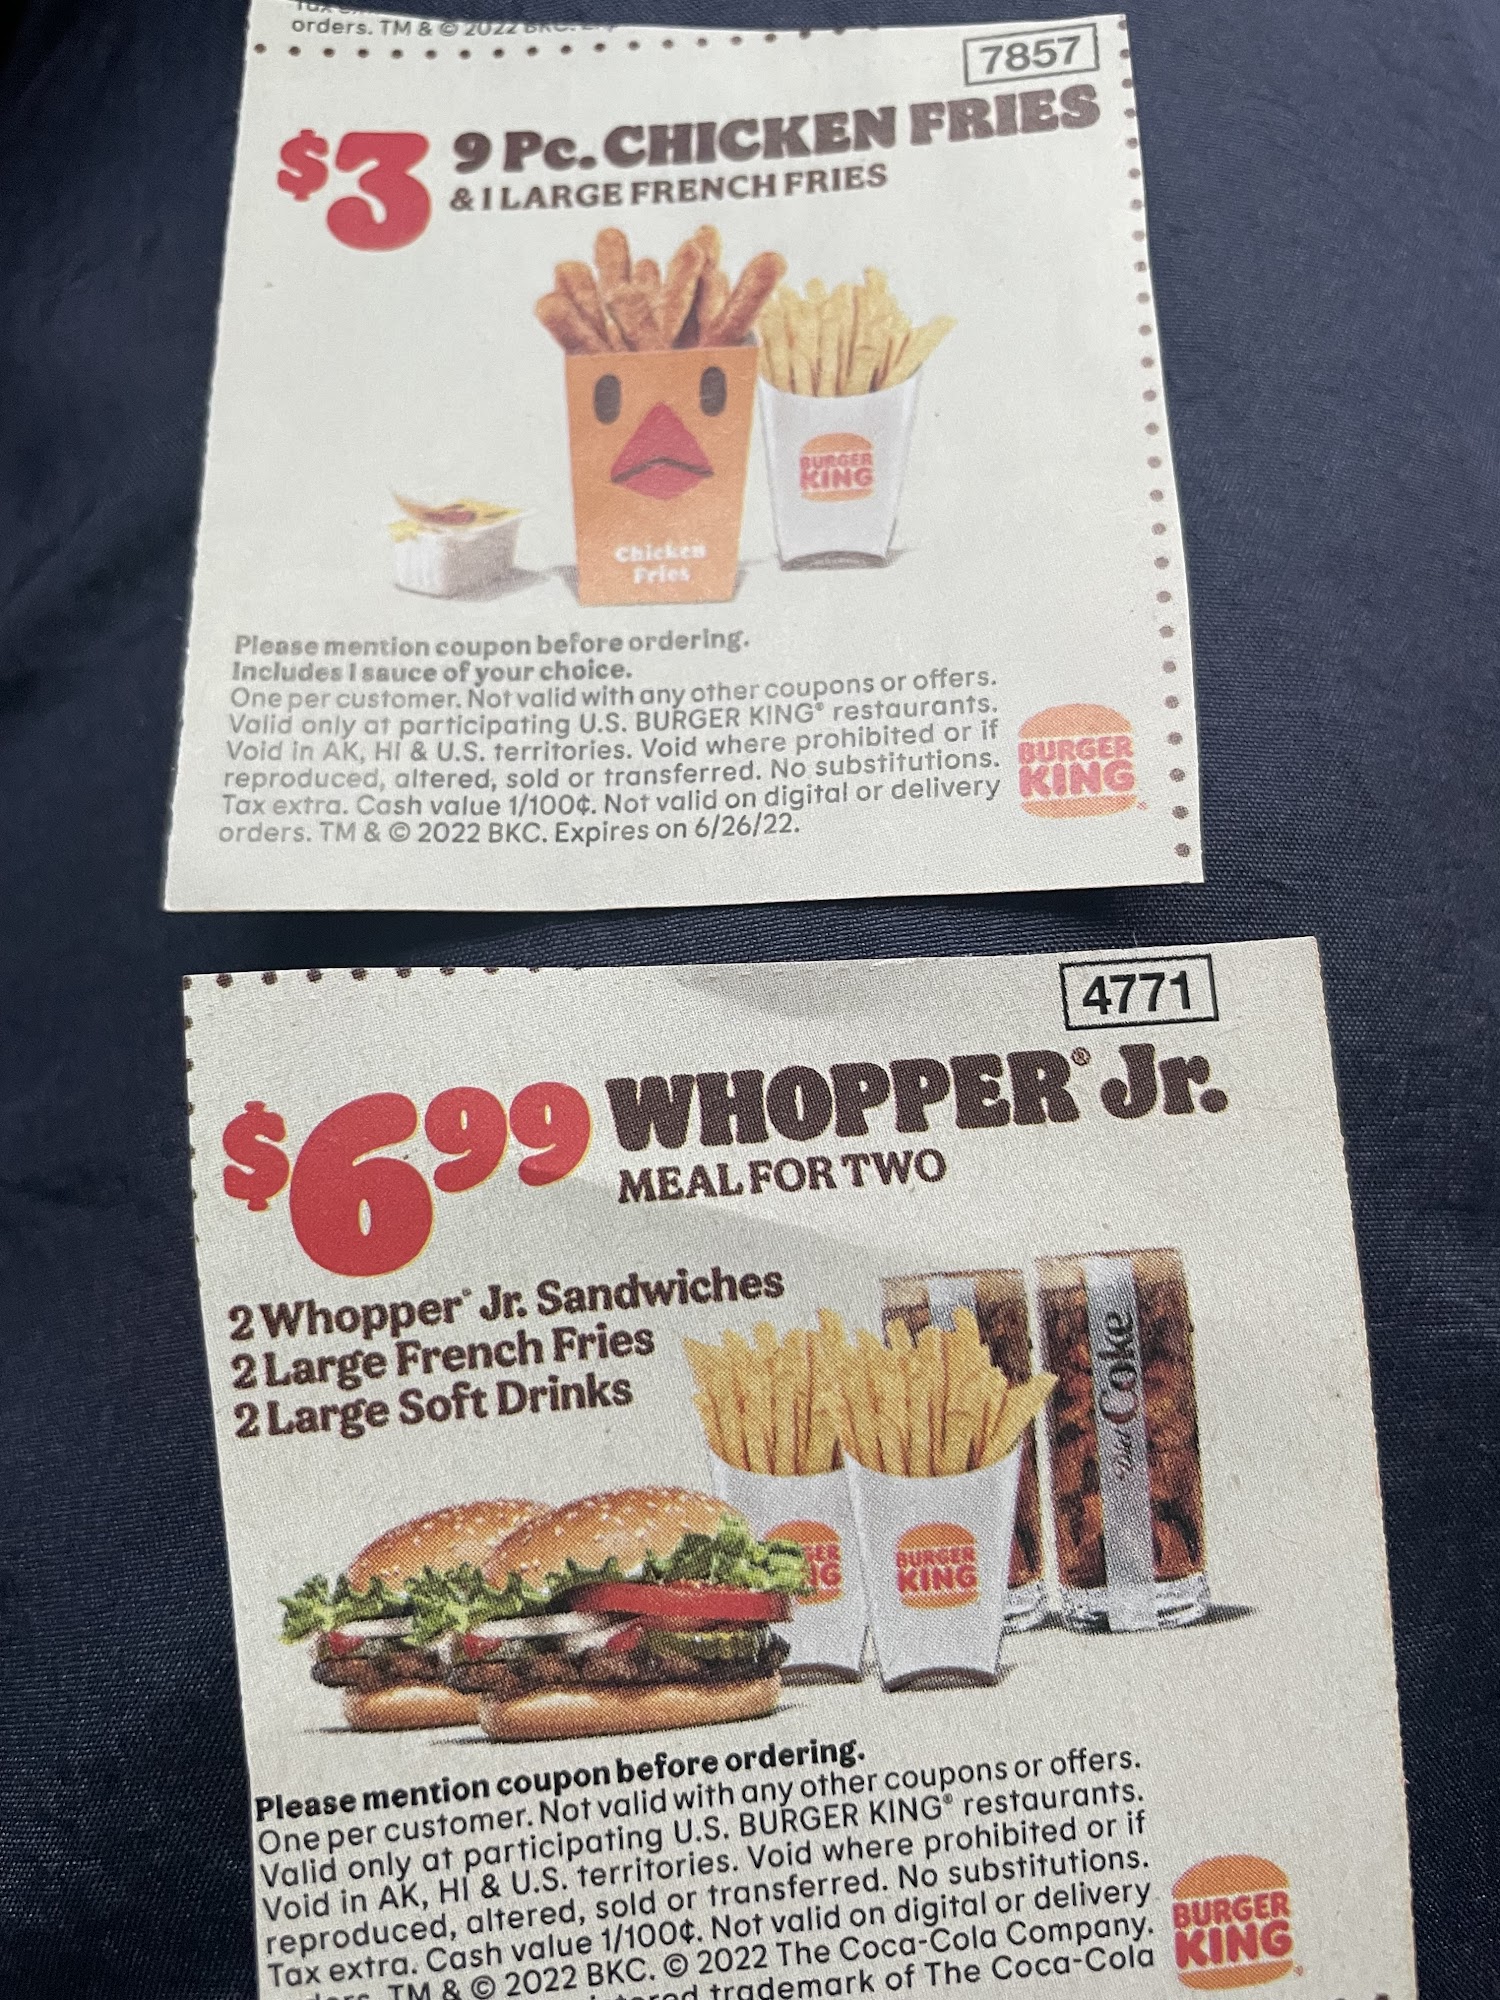 orders. TM & © 2022
7857
$3 9 Pc. CHICKEN FRIES
& 1 LARGE FRENCH FRIES
BURGER
KING
Chicken
Fries
Please mention coupon before ordering.
Includes 1 sauce of your choice.
One per customer. Not valid with any other coupons or offers.
Valid only at participating U.S. BURGER KING® restaurants.
Void in AK, HI & U.S. territories. Void where prohibited or if
reproduced, altered, sold or transferred. No substitutions.
Tax extra. Cash value 1/100¢. Not valid on digital or delivery
orders. TM & © 2022 BKC. Expires on 6/26/22.
BURGER
KING
4771
$699 WHOPPER® Jr.
MEAL FOR TWO
2 Whopper® Jr. Sandwiches
2 Large French Fries
2 Large Soft Drinks
Diet Coke
GER
NG
BURGER
KING
Please mention coupon before ordering.
One per customer. Not valid with any other coupons or offers.
Valid only at participating U.S. BURGER KING® restaurants.
Void in AK, HI & U.S. territories. Void where prohibited or if
reproduced, altered, sold or transferred. No substitutions.
Tax extra. Cash value 1/100¢. Not valid on digital or delivery
TM & © 2022 BKC. © 2022 The Coca-Cola Company.
trademark of The Coca-Cola
BURGER
KING